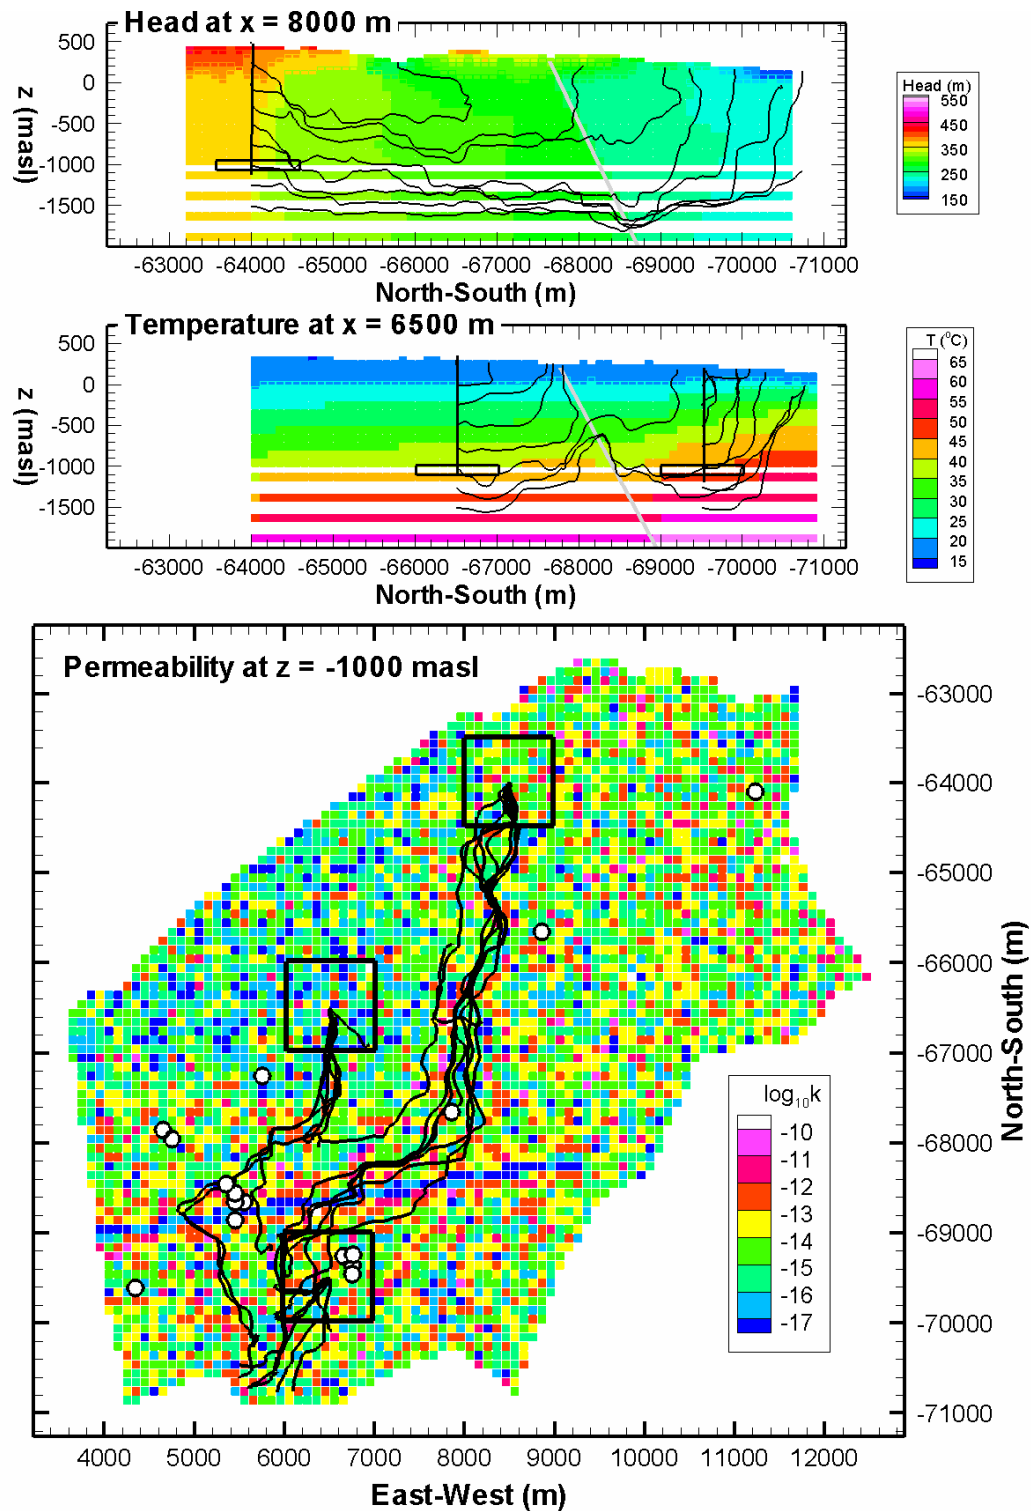 Head at x = 8000 m
500
0
-500
-1000
-1500
z (masl)
-63000 -64000 -65000 -66000 -67000 -68000 -69000 -70000 -71000
North-South (m)
Head (m)
550
450
350
250
150
Temperature at x = 6500 m
500
0
-500
-1000
-1500
z (masl)
-63000 -64000 -65000 -66000 -67000 -68000 -69000 -70000 -71000
North-South (m)
T (°C)
65
60
55
50
45
40
35
30
25
20
15
Permeability at z = -1000 masl
-63000
-64000
-65000
-66000
-67000
-68000
-69000
-70000
-71000
North-South (m)
log10k
-10
-11
-12
-13
-14
-15
-16
-17
4000 5000 6000 7000 8000 9000 10000 11000 12000
East-West (m)